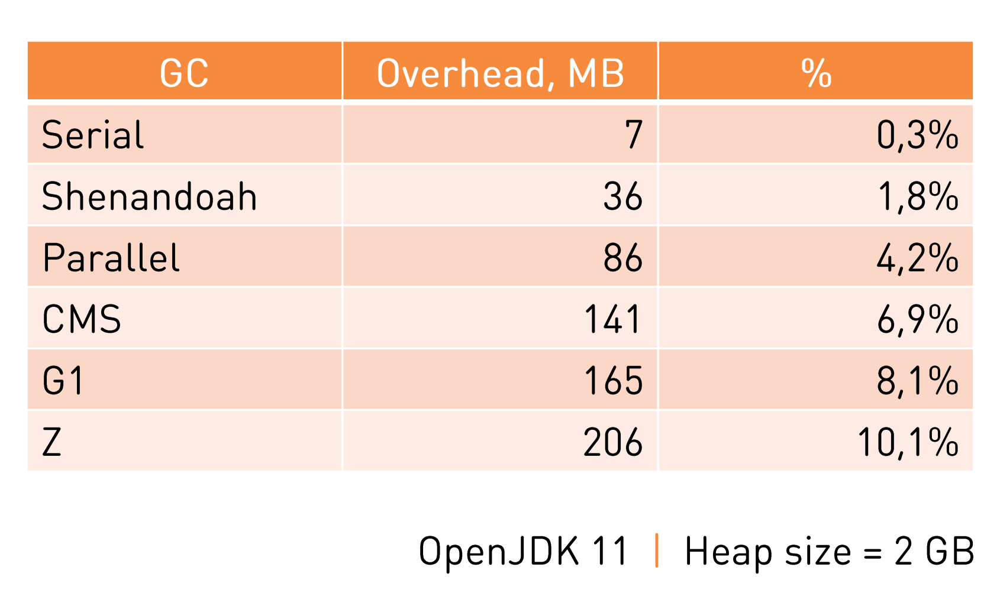 GC Overhead, MB %
Serial 7 0,3%
Shenandoah 36 1,8%
Parallel 86 4,2%
CMS 141 6,9%
G1 165 8,1%
Z 206 10,1%
OpenJDK 11 | Heap size = 2 GB